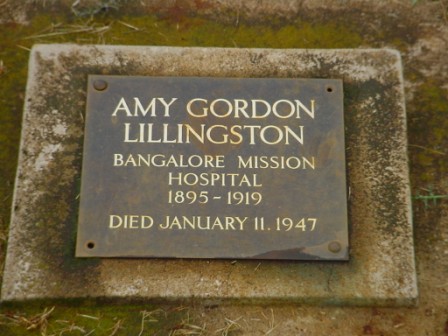 AMY GORDON
LILLINGSTON
BANGALORE MISSION
HOSPITAL
1895-1919
DIED JANUARY 11.1947